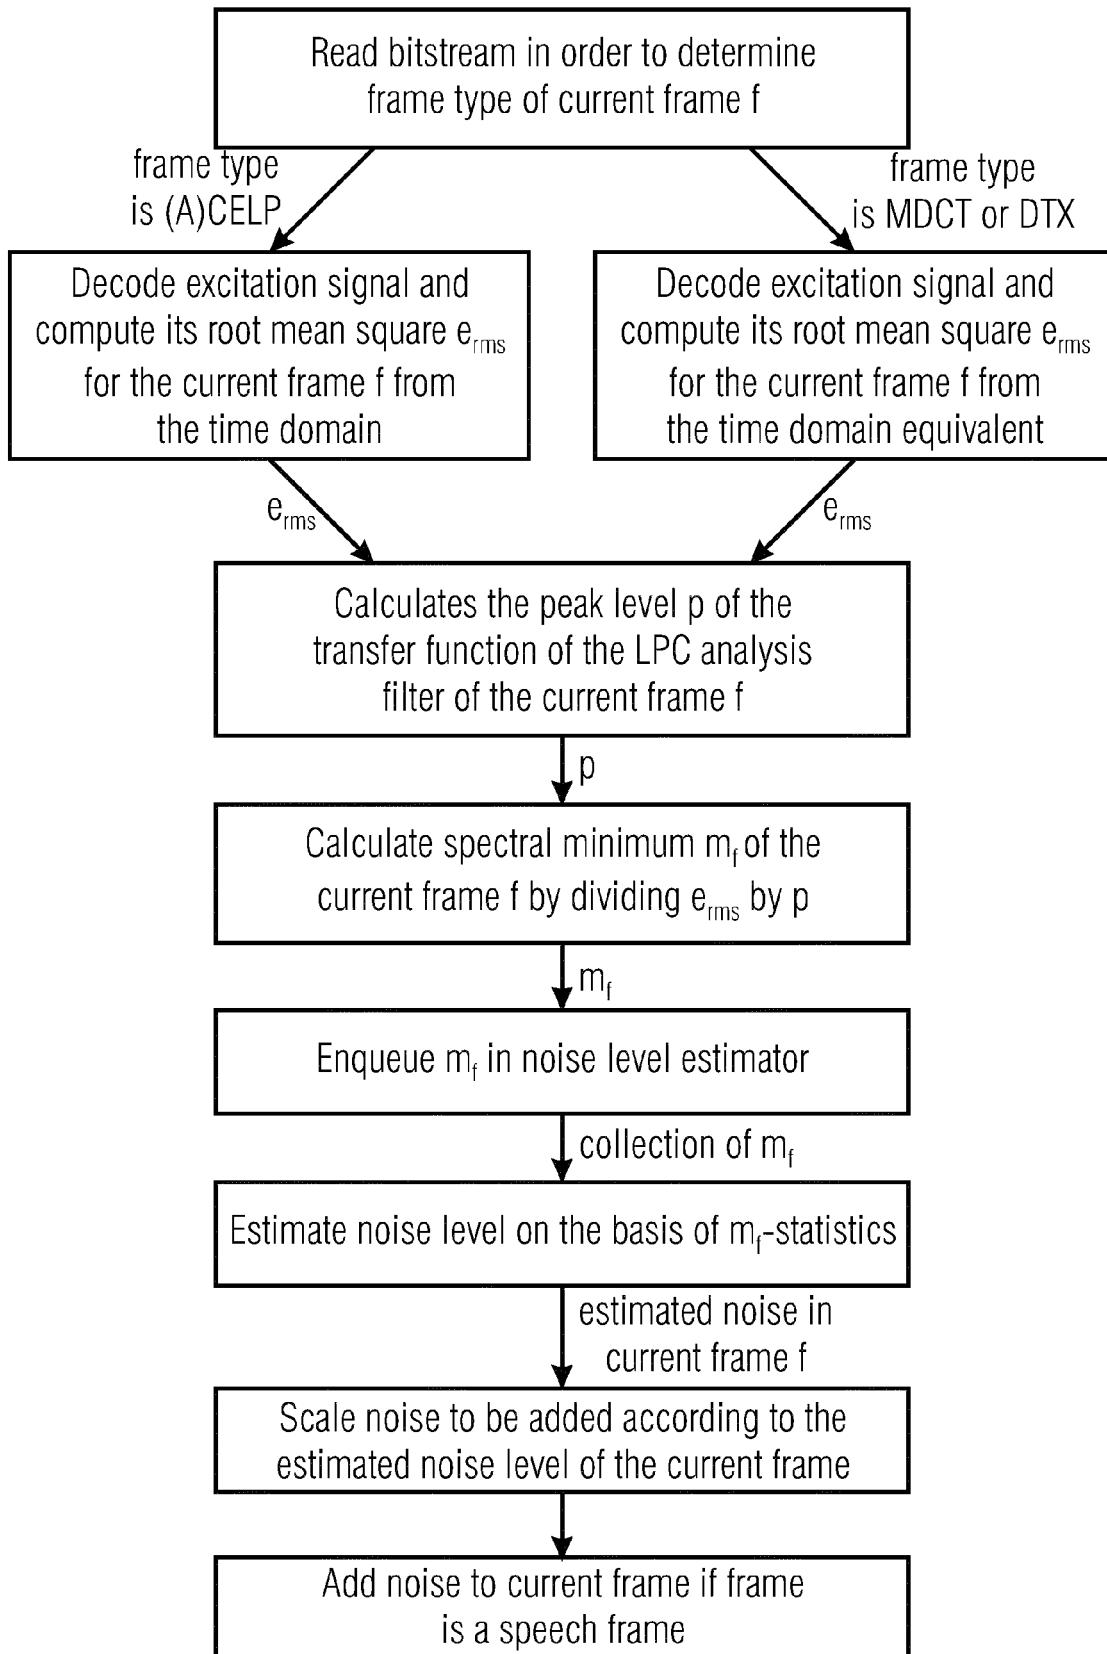 Read bitstream in order to determine
frame type of current frame f
frame type
is (A)CELP
frame type
is MDCT or DTX
Decode excitation signal and
compute its root mean square e_rms
for the current frame f from
the time domain
Decode excitation signal and
compute its root mean square e_rms
for the current frame f from
the time domain equivalent
e_rms
e_rms
Calculates the peak level p of the
transfer function of the LPC analysis
filter of the current frame f
p
Calculate spectral minimum m_f of the
current frame f by dividing e_rms by p
m_f
Enqueue m_f in noise level estimator
collection of m_f
Estimate noise level on the basis of m_f-statistics
estimated noise in
current frame f
Scale noise to be added according to the
estimated noise level of the current frame
Add noise to current frame if frame
is a speech frame